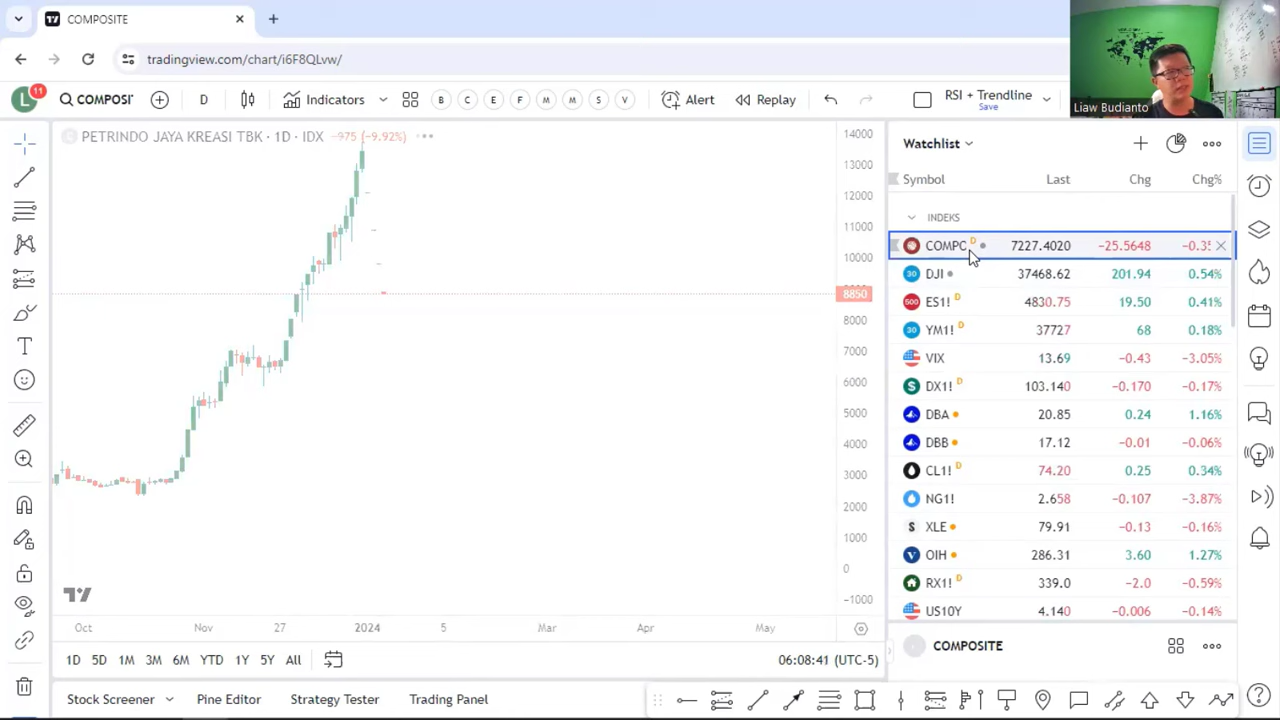 COMPOSITE
tradingview.com/chart/i6F8QLvw/
Liaw Budianto
11
L
COMPOSI
D
Indicators
B C E F M M S V
Alert
Replay
RSI + Trendline
Save
PETRINDO JAYA KREASI TBK · 1D · IDX −975 (−9.92%)
14000
13000
12000
11000
10000
8850
8000
7000
6000
5000
4000
3000
2000
1000
0
−1000
Oct Nov 27 2024 5 Mar Apr May
1D 5D 1M 3M 6M YTD 1Y 5Y All
06:08:41 (UTC-5)
Stock Screener Pine Editor Strategy Tester Trading Panel
Watchlist
Symbol Last Chg Chg%
INDEKS
COMPO D 7227.4020 −25.5648 −0.35
DJI 37468.62 201.94 0.54%
ES1! D 4830.75 19.50 0.41%
YM1! D 37727 68 0.18%
VIX 13.69 −0.43 −3.05%
DX1! D 103.140 −0.170 −0.17%
DBA 20.85 0.24 1.16%
DBB 17.12 −0.01 −0.06%
CL1! D 74.20 0.25 0.34%
NG1! 2.658 −0.107 −3.87%
XLE 79.91 −0.13 −0.16%
OIH 286.31 3.60 1.27%
RX1! D 339.0 −2.0 −0.59%
US10Y 4.140 −0.006 −0.14%
COMPOSITE